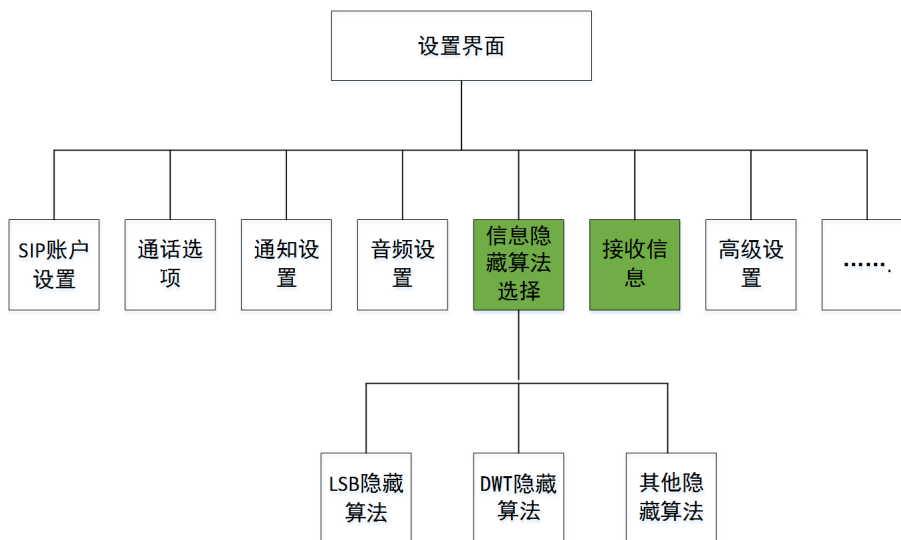 设置界面
SIP账户
设置
通话选
项
通知设
置
音频设
置
信息隐
藏算法
选择
接收信
息
高级设
置
…….
LSB隐藏
算法
DWT隐藏
算法
其他隐
藏算法